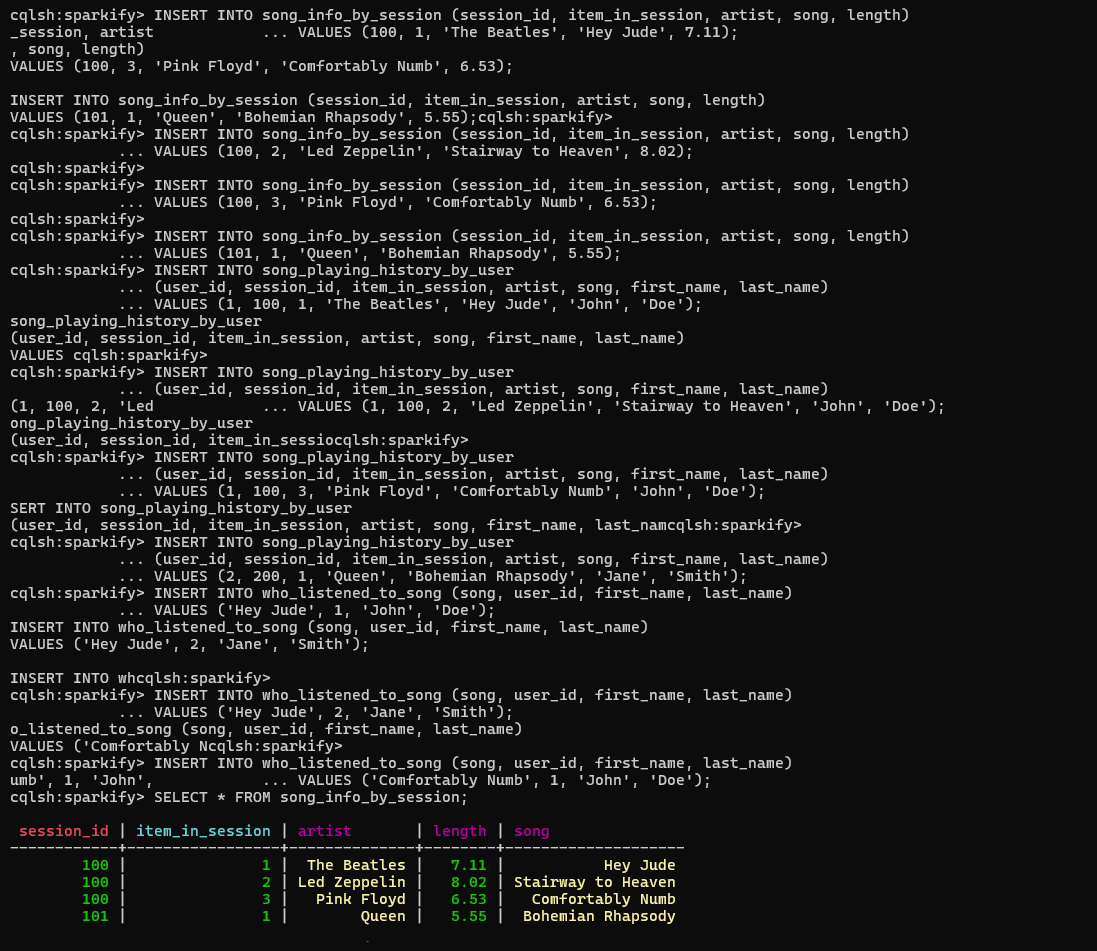 cqlsh:sparkify> INSERT INTO song_info_by_session (session_id, item_in_session, artist, song, length)
_session, artist            ... VALUES (100, 1, 'The Beatles', 'Hey Jude', 7.11);
, song, length)
VALUES (100, 3, 'Pink Floyd', 'Comfortably Numb', 6.53);

INSERT INTO song_info_by_session (session_id, item_in_session, artist, song, length)
VALUES (101, 1, 'Queen', 'Bohemian Rhapsody', 5.55);cqlsh:sparkify>
cqlsh:sparkify> INSERT INTO song_info_by_session (session_id, item_in_session, artist, song, length)
            ... VALUES (100, 2, 'Led Zeppelin', 'Stairway to Heaven', 8.02);
cqlsh:sparkify>
cqlsh:sparkify> INSERT INTO song_info_by_session (session_id, item_in_session, artist, song, length)
            ... VALUES (100, 3, 'Pink Floyd', 'Comfortably Numb', 6.53);
cqlsh:sparkify>
cqlsh:sparkify> INSERT INTO song_info_by_session (session_id, item_in_session, artist, song, length)
            ... VALUES (101, 1, 'Queen', 'Bohemian Rhapsody', 5.55);
cqlsh:sparkify> INSERT INTO song_playing_history_by_user
            ... (user_id, session_id, item_in_session, artist, song, first_name, last_name)
            ... VALUES (1, 100, 1, 'The Beatles', 'Hey Jude', 'John', 'Doe');
song_playing_history_by_user
(user_id, session_id, item_in_session, artist, song, first_name, last_name)
VALUES cqlsh:sparkify>
cqlsh:sparkify> INSERT INTO song_playing_history_by_user
            ... (user_id, session_id, item_in_session, artist, song, first_name, last_name)
(1, 100, 2, 'Led            ... VALUES (1, 100, 2, 'Led Zeppelin', 'Stairway to Heaven', 'John', 'Doe');
ong_playing_history_by_user
(user_id, session_id, item_in_sessiocqlsh:sparkify>
cqlsh:sparkify> INSERT INTO song_playing_history_by_user
            ... (user_id, session_id, item_in_session, artist, song, first_name, last_name)
            ... VALUES (1, 100, 3, 'Pink Floyd', 'Comfortably Numb', 'John', 'Doe');
SERT INTO song_playing_history_by_user
(user_id, session_id, item_in_session, artist, song, first_name, last_namcqlsh:sparkify>
cqlsh:sparkify> INSERT INTO song_playing_history_by_user
            ... (user_id, session_id, item_in_session, artist, song, first_name, last_name)
            ... VALUES (2, 200, 1, 'Queen', 'Bohemian Rhapsody', 'Jane', 'Smith');
cqlsh:sparkify> INSERT INTO who_listened_to_song (song, user_id, first_name, last_name)
            ... VALUES ('Hey Jude', 1, 'John', 'Doe');
INSERT INTO who_listened_to_song (song, user_id, first_name, last_name)
VALUES ('Hey Jude', 2, 'Jane', 'Smith');

INSERT INTO whcqlsh:sparkify>
cqlsh:sparkify> INSERT INTO who_listened_to_song (song, user_id, first_name, last_name)
            ... VALUES ('Hey Jude', 2, 'Jane', 'Smith');
o_listened_to_song (song, user_id, first_name, last_name)
VALUES ('Comfortably Ncqlsh:sparkify>
cqlsh:sparkify> INSERT INTO who_listened_to_song (song, user_id, first_name, last_name)
umb', 1, 'John',            ... VALUES ('Comfortably Numb', 1, 'John', 'Doe');
cqlsh:sparkify> SELECT * FROM song_info_by_session;

 session_id | item_in_session | artist       | length | song
------------+-----------------+--------------+--------+--------------------
        100 |               1 |  The Beatles |   7.11 |           Hey Jude
        100 |               2 | Led Zeppelin |   8.02 | Stairway to Heaven
        100 |               3 |   Pink Floyd |   6.53 |   Comfortably Numb
        101 |               1 |        Queen |   5.55 |  Bohemian Rhapsody